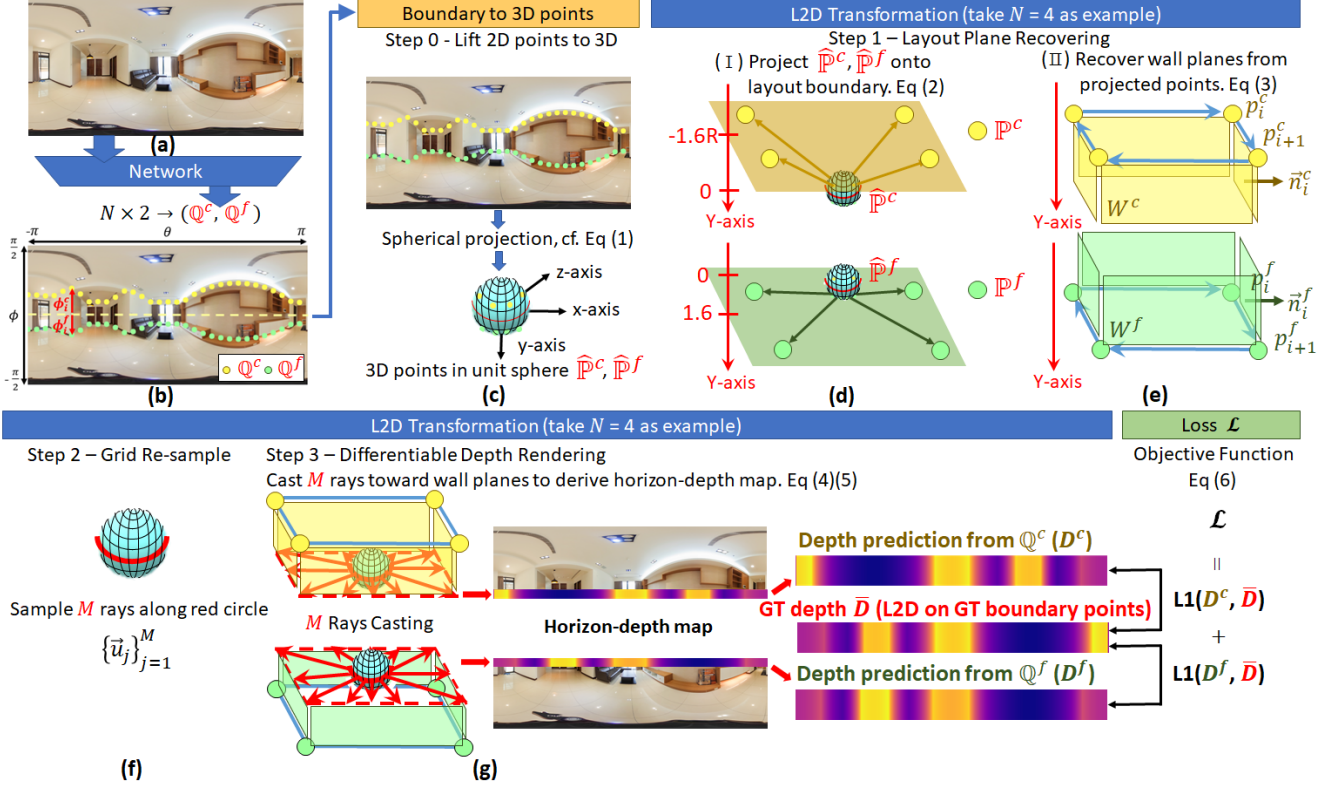 Boundary to 3D points
L2D Transformation (take N = 4 as example)
Step 0 - Lift 2D points to 3D
Step 1 – Layout Plane Recovering
(Ⅰ) Project ℙ̂ᶜ, ℙ̂ᶠ onto
layout boundary. Eq (2)
(Ⅱ) Recover wall planes from
projected points. Eq (3)
(a)
Network
N × 2 → (ℚᶜ, ℚᶠ)
-π θ π
π/2
ϕ
-π/2
ϕᵢᶜ
ϕᵢᶠ
ℚᶜ ℚᶠ
(b)
Spherical projection, cf. Eq (1)
z-axis
x-axis
y-axis
3D points in unit sphere ℙ̂ᶜ, ℙ̂ᶠ
(c)
-1.6R
0
Y-axis
ℙ̂ᶜ
ℙᶜ
0
1.6
Y-axis
ℙ̂ᶠ
ℙᶠ
(d)
pᵢᶜ
pᵢ₊₁ᶜ
n⃗ᵢᶜ
Wᶜ
Y-axis
pᵢᶠ
n⃗ᵢᶠ
Wᶠ
pᵢ₊₁ᶠ
Y-axis
(e)
L2D Transformation (take N = 4 as example)
Loss ℒ
Step 2 – Grid Re-sample
Step 3 – Differentiable Depth Rendering
Cast M rays toward wall planes to derive horizon-depth map. Eq (4)(5)
Objective Function
Eq (6)
Sample M rays along red circle
{u⃗ⱼ}ⱼ₌₁ᴹ
(f)
M Rays Casting
Horizon-depth map
(g)
Depth prediction from ℚᶜ (Dᶜ)
GT depth D̄ (L2D on GT boundary points)
Depth prediction from ℚᶠ (Dᶠ)
ℒ
=
L1(Dᶜ, D̄)
+
L1(Dᶠ, D̄)